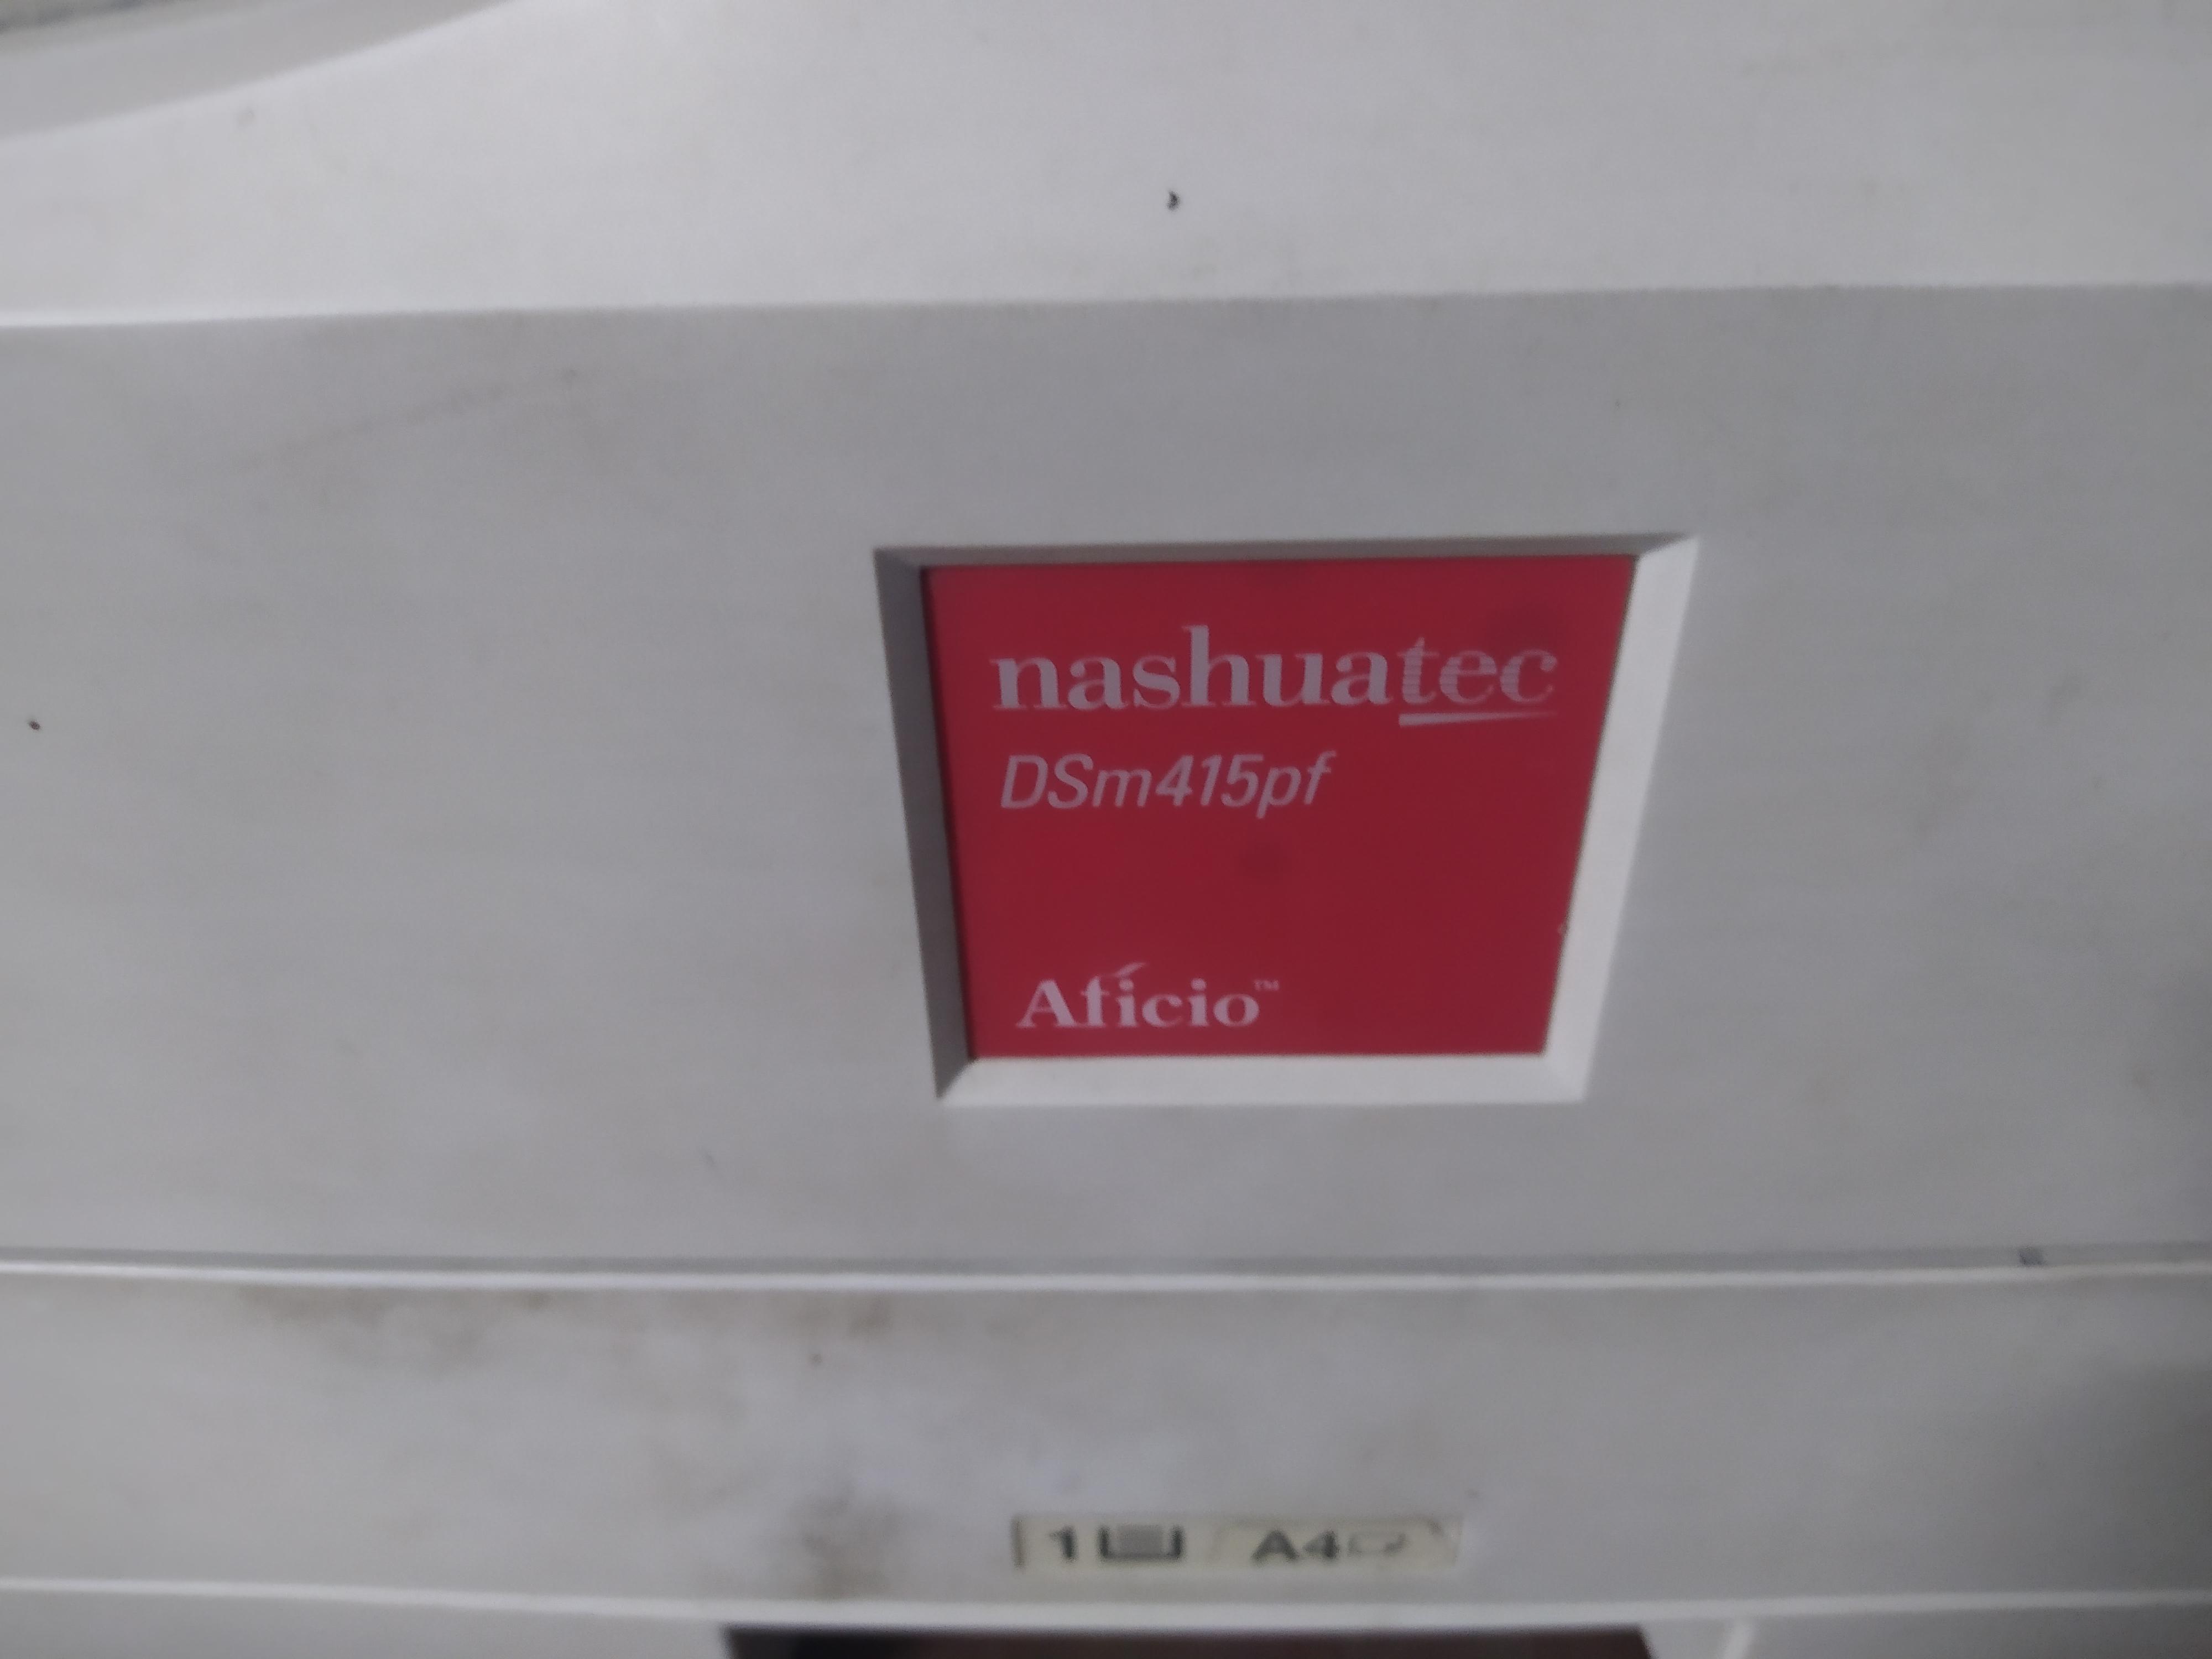 nashuatec
DSm415pf
Aficio™
1 A4